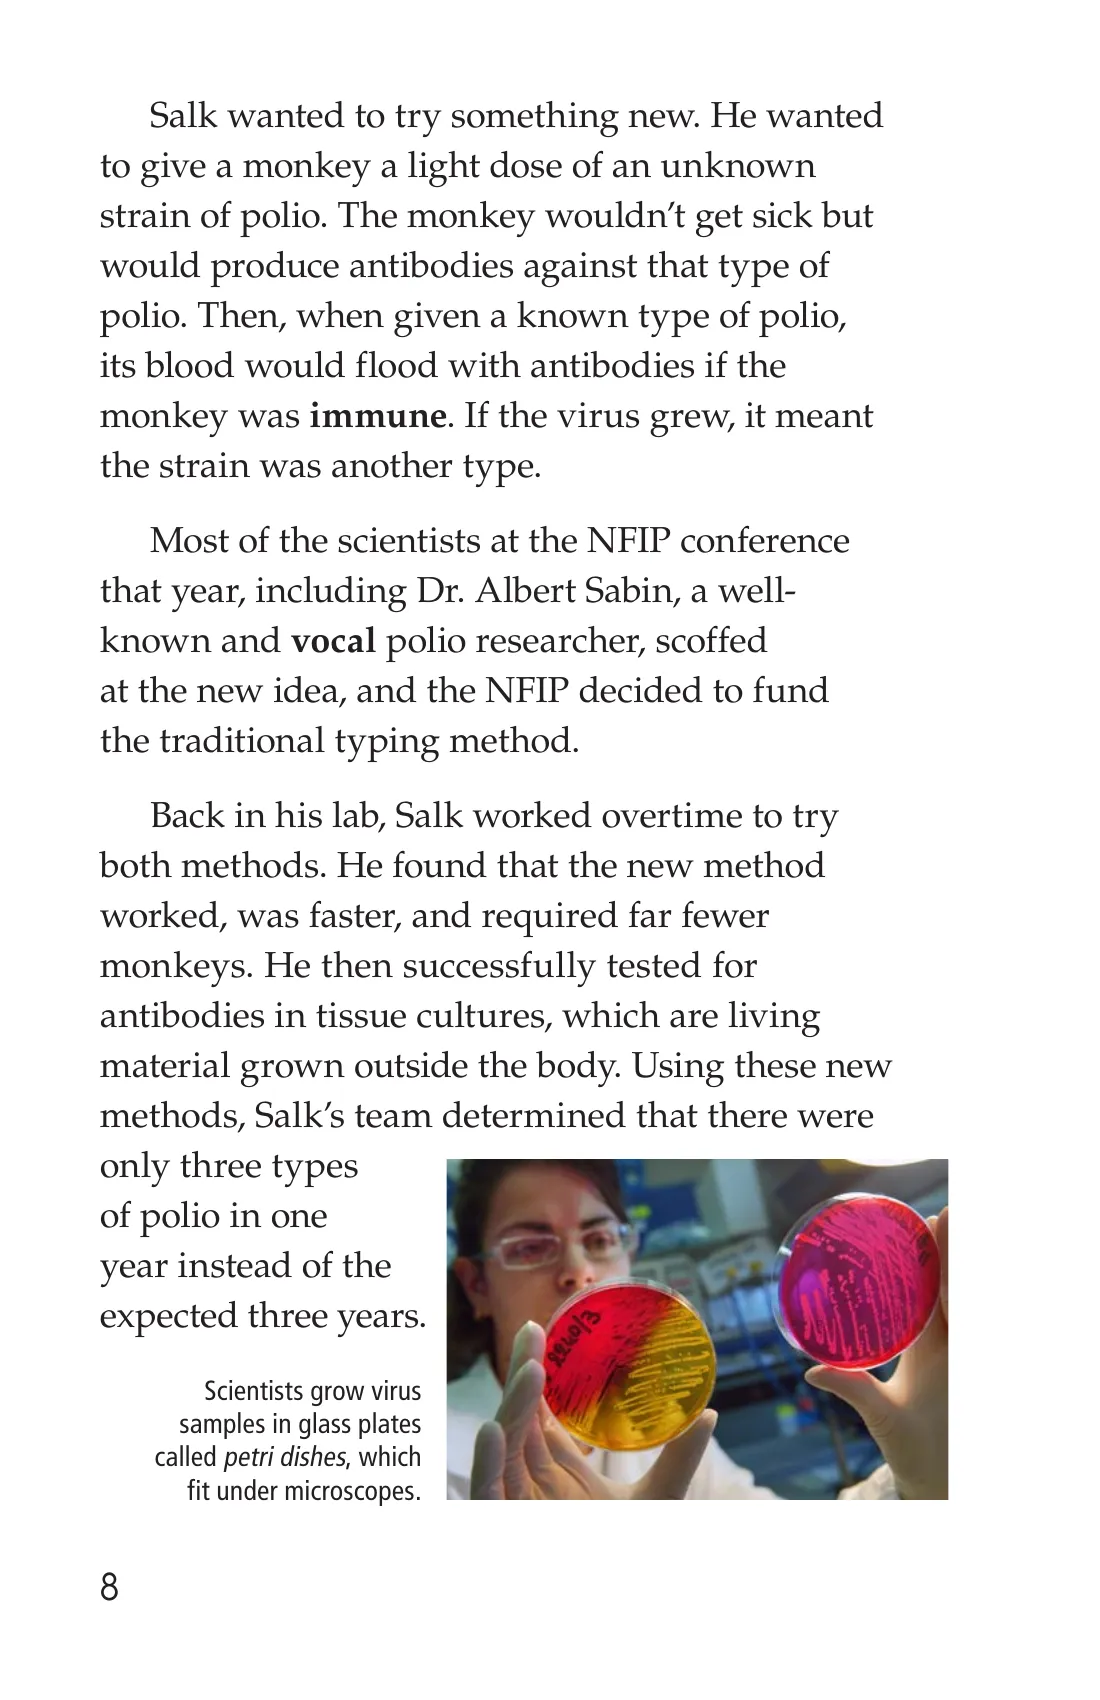 Salk wanted to try something new. He wanted
to give a monkey a light dose of an unknown
strain of polio. The monkey wouldn’t get sick but
would produce antibodies against that type of
polio. Then, when given a known type of polio,
its blood would flood with antibodies if the
monkey was immune. If the virus grew, it meant
the strain was another type.
Most of the scientists at the NFIP conference
that year, including Dr. Albert Sabin, a well-
known and vocal polio researcher, scoffed
at the new idea, and the NFIP decided to fund
the traditional typing method.
Back in his lab, Salk worked overtime to try
both methods. He found that the new method
worked, was faster, and required far fewer
monkeys. He then successfully tested for
antibodies in tissue cultures, which are living
material grown outside the body. Using these new
methods, Salk’s team determined that there were
only three types
of polio in one
year instead of the
expected three years.
Scientists grow virus
samples in glass plates
called petri dishes, which
fit under microscopes.
8